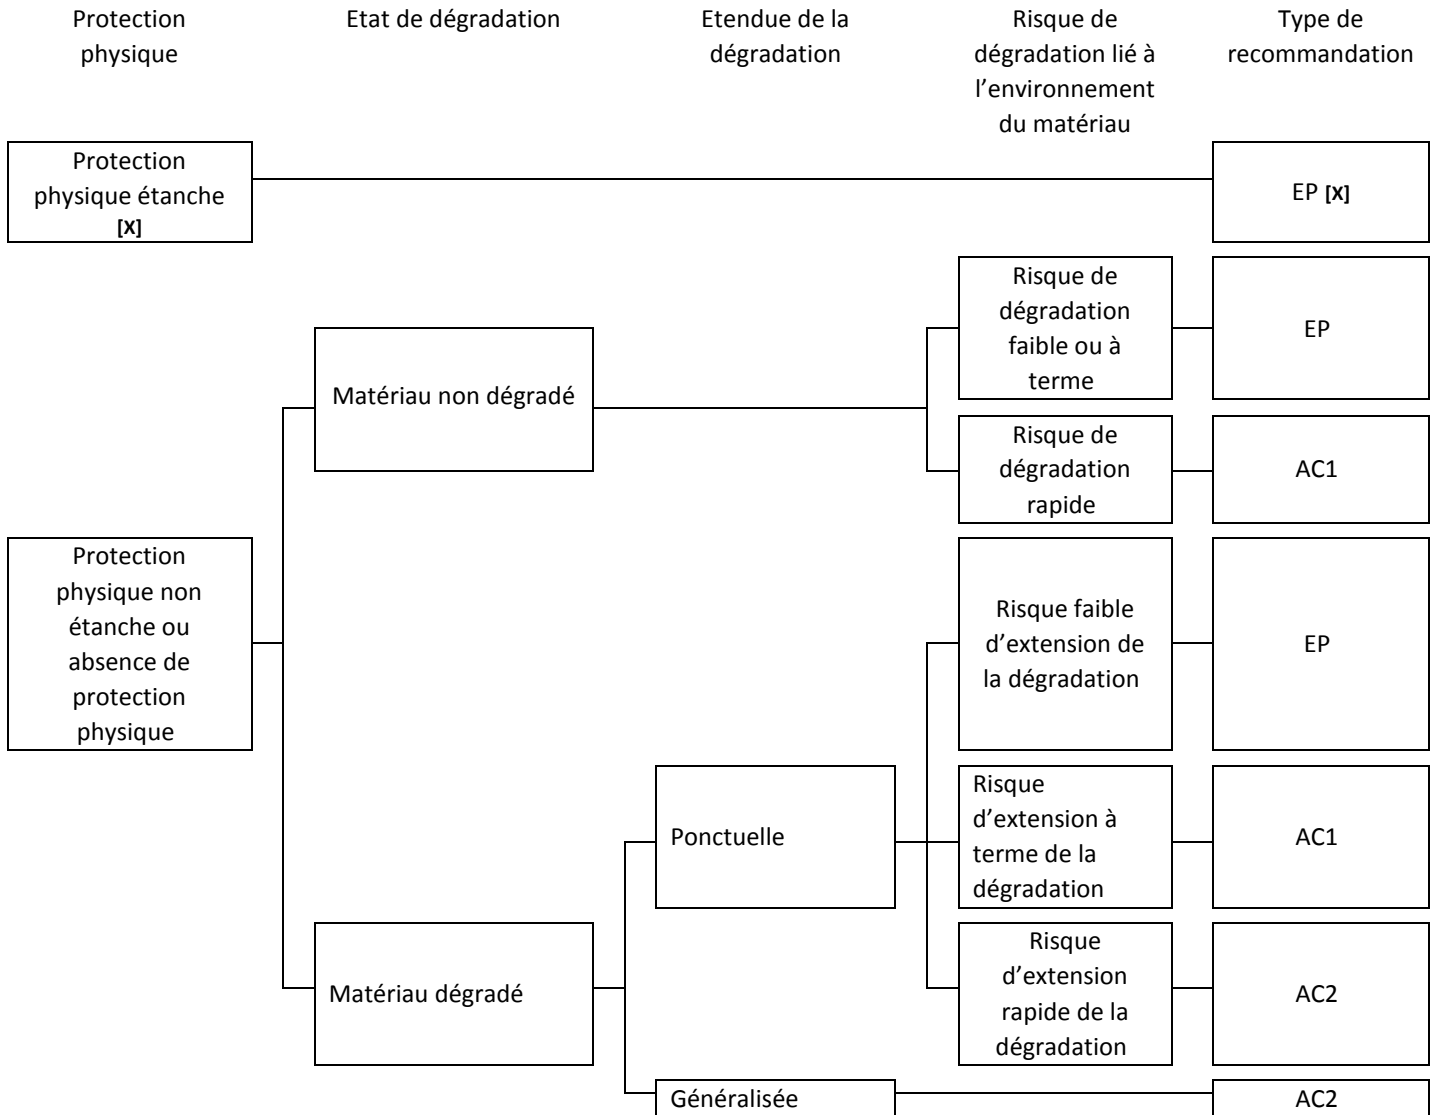 Protection
physique
Etat de dégradation
Etendue de la
dégradation
Risque de
dégradation lié à
l’environnement
du matériau
Type de
recommandation
Protection
physique étanche
[X]
EP [X]
Risque de
dégradation
faible ou à
terme
EP
Matériau non dégradé
Risque de
dégradation
rapide
AC1
Protection
physique non
étanche ou
absence de
protection
physique
Risque faible
d’extension de
la dégradation
EP
Ponctuelle
Risque
d’extension à
terme de la
dégradation
AC1
Matériau dégradé
Risque
d’extension
rapide de la
dégradation
AC2
Généralisée
AC2